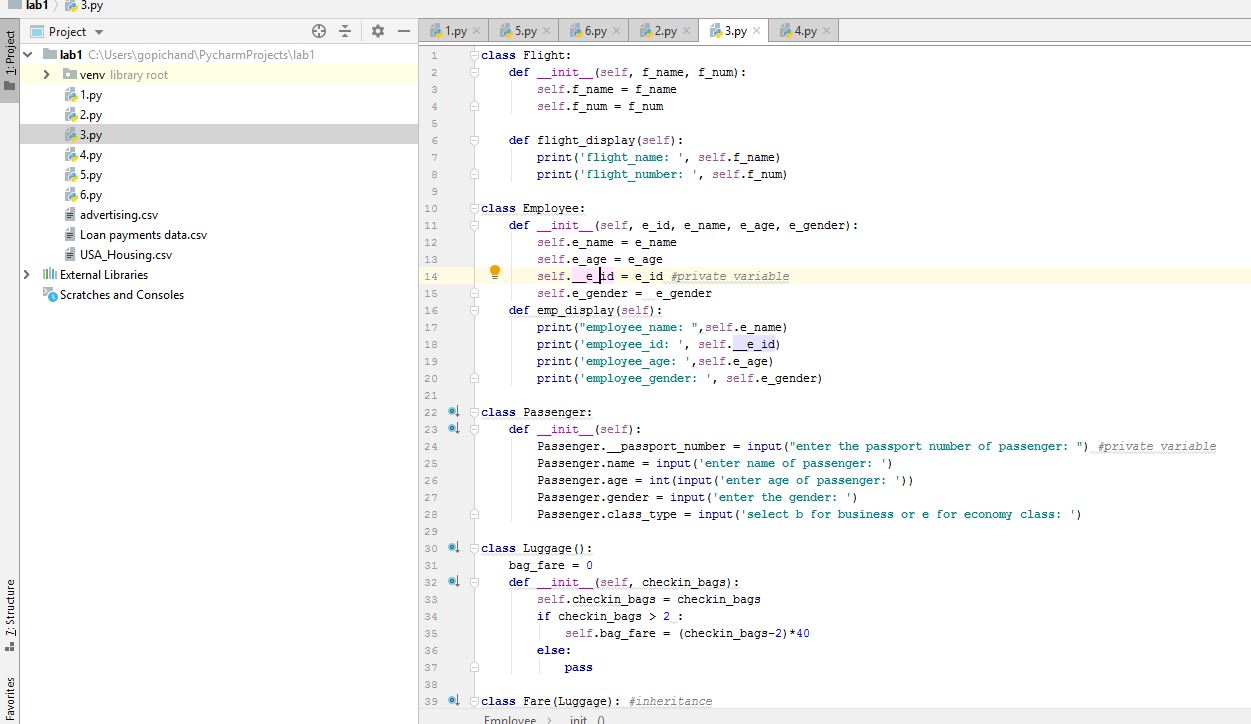 lab1 3.py
Project
1.py 5.py 6.py 2.py 3.py 4.py
1: Project
7: Structure
Favorites
lab1 C:\Users\gopichand\PycharmProjects\lab1
venv library root
1.py
2.py
3.py
4.py
5.py
6.py
advertising.csv
Loan payments data.csv
USA_Housing.csv
External Libraries
Scratches and Consoles
1 class Flight:
2 def __init__(self, f_name, f_num):
3 self.f_name = f_name
4 self.f_num = f_num
5
6 def flight_display(self):
7 print('flight_name: ', self.f_name)
8 print('flight_number: ', self.f_num)
9
10 class Employee:
11 def __init__(self, e_id, e_name, e_age, e_gender):
12 self.e_name = e_name
13 self.e_age = e_age
14 self.__e_id = e_id #private variable
15 self.e_gender =  e_gender
16 def emp_display(self):
17 print("employee_name: ",self.e_name)
18 print('employee_id: ', self.__e_id)
19 print('employee_age: ',self.e_age)
20 print('employee_gender: ', self.e_gender)
21
22 class Passenger:
23 def __init__(self):
24 Passenger.__passport_number = input("enter the passport number of passenger: ") #private variable
25 Passenger.name = input('enter name of passenger: ')
26 Passenger.age = int(input('enter age of passenger: '))
27 Passenger.gender = input('enter the gender: ')
28 Passenger.class_type = input('select b for business or e for economy class: ')
29
30 class Luggage():
31 bag_fare = 0
32 def __init__(self, checkin_bags):
33 self.checkin_bags = checkin_bags
34 if checkin_bags > 2 :
35 self.bag_fare = (checkin_bags-2)*40
36 else:
37 pass
38
39 class Fare(Luggage): #inheritance
Employee › __init__()